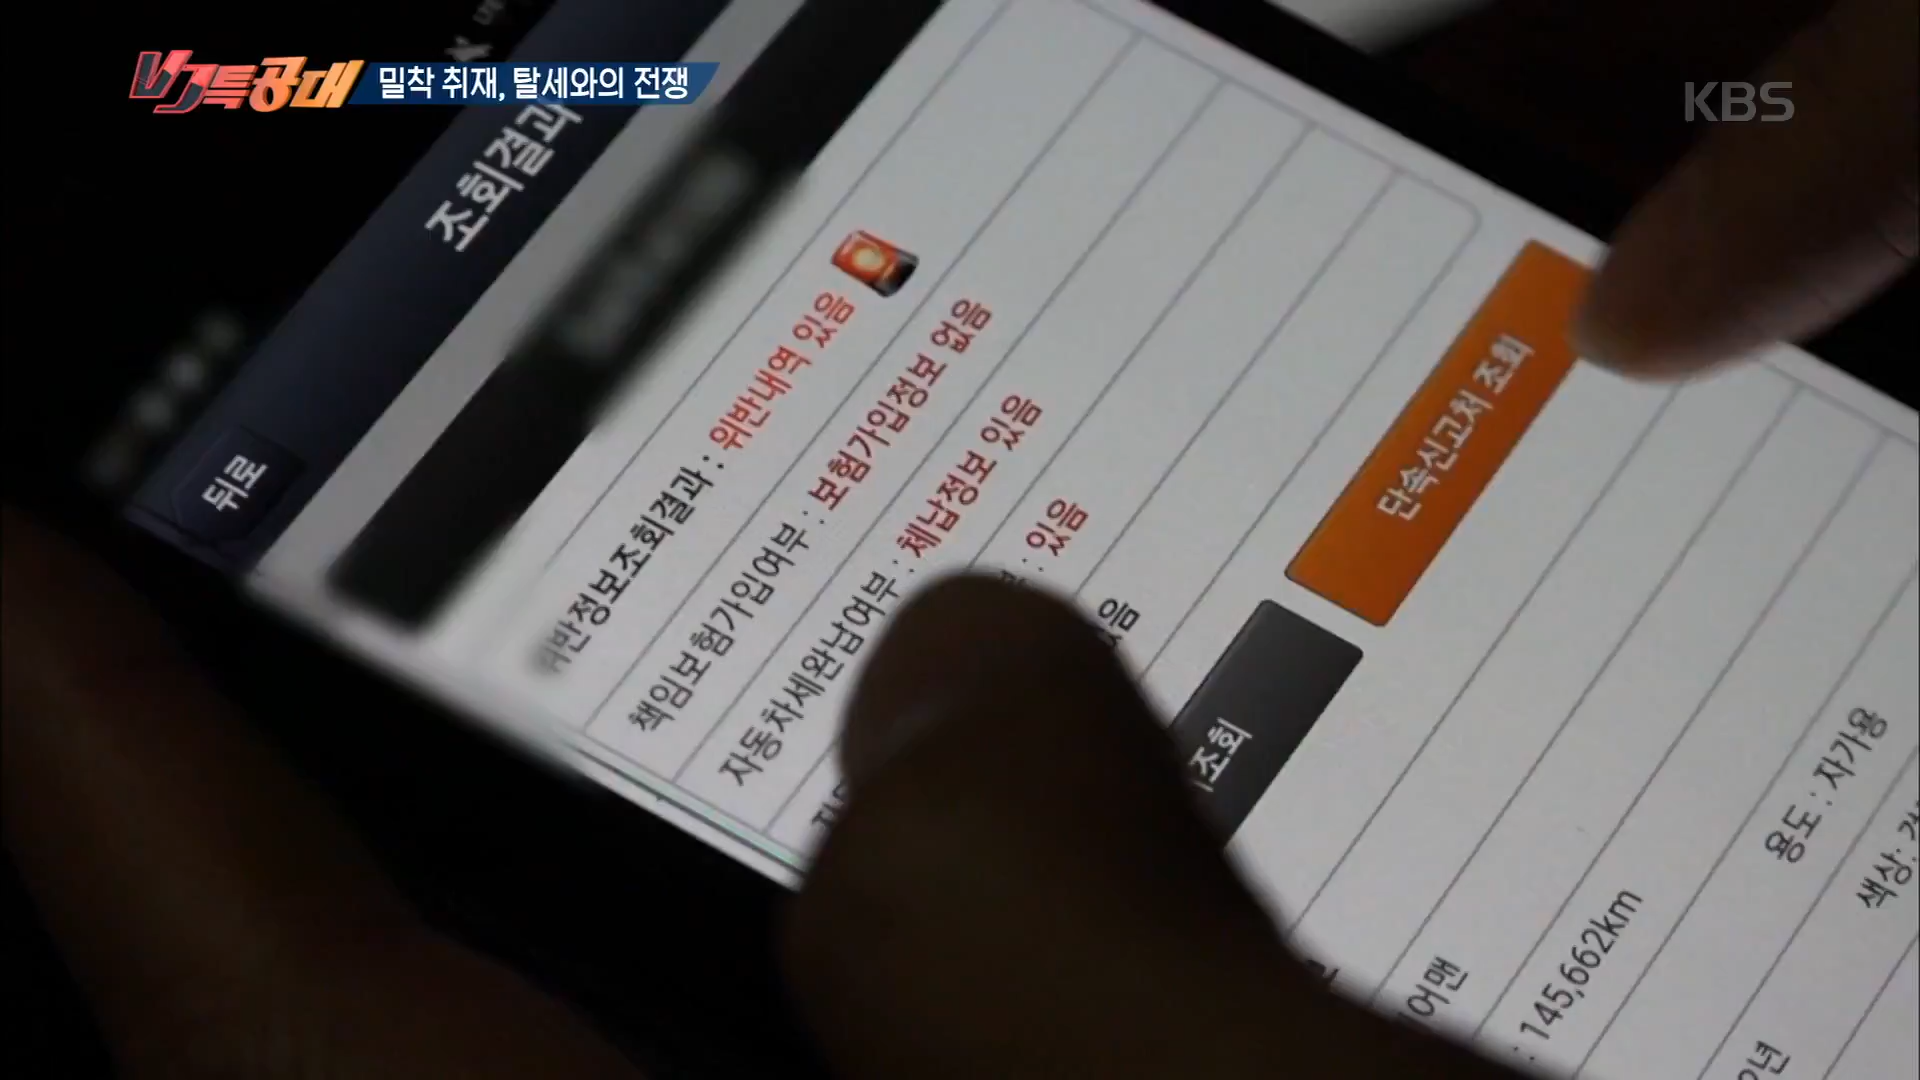 VJ특공대
밀착 취재, 탈세와의 전쟁
KBS
뒤로
조회결과
위반정보조회결과 : 위반내역 있음
책임보험가입여부 : 보험가입정보 없음
자동차세완납여부 : 체납정보 있음
: 있음
단속신고처 조회
조회
: 145,662km
용도 : 자가용
색상: